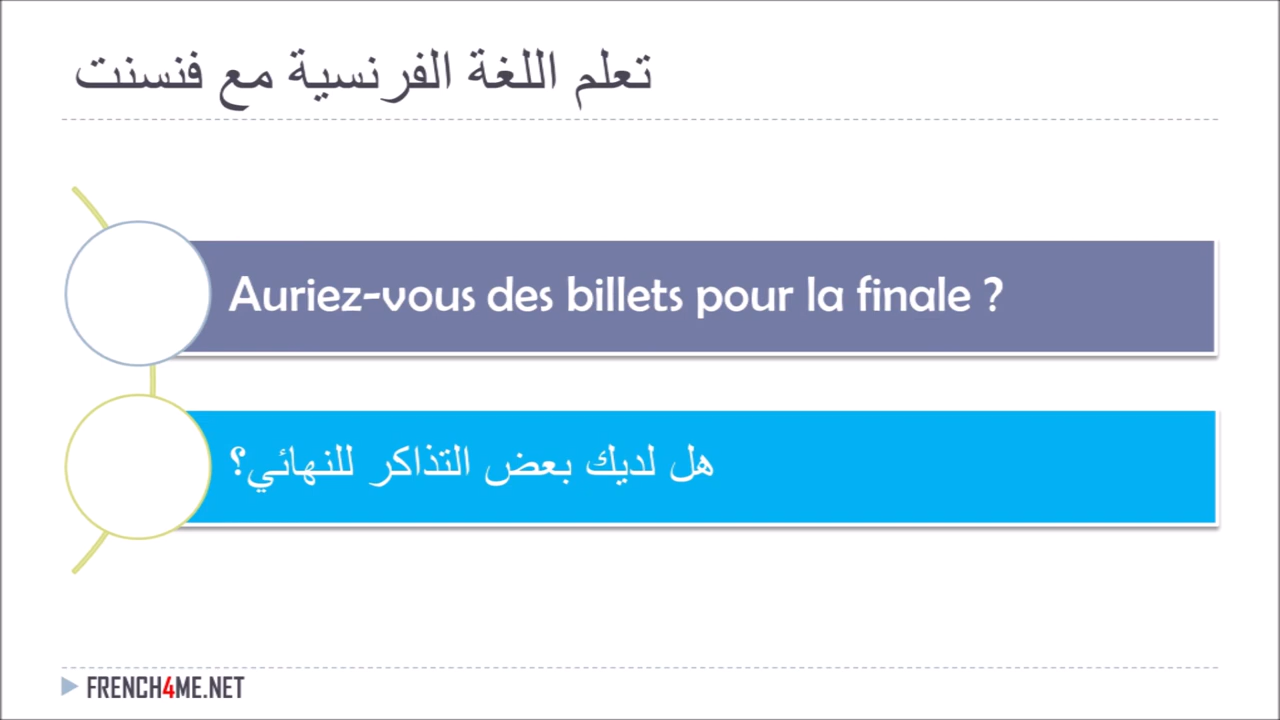 تعلم اللغة الفرنسية مع فنسنت
Auriez-vous des billets pour la finale ?
هل لديك بعض التذاكر للنهائي؟
FRENCH4ME.NET